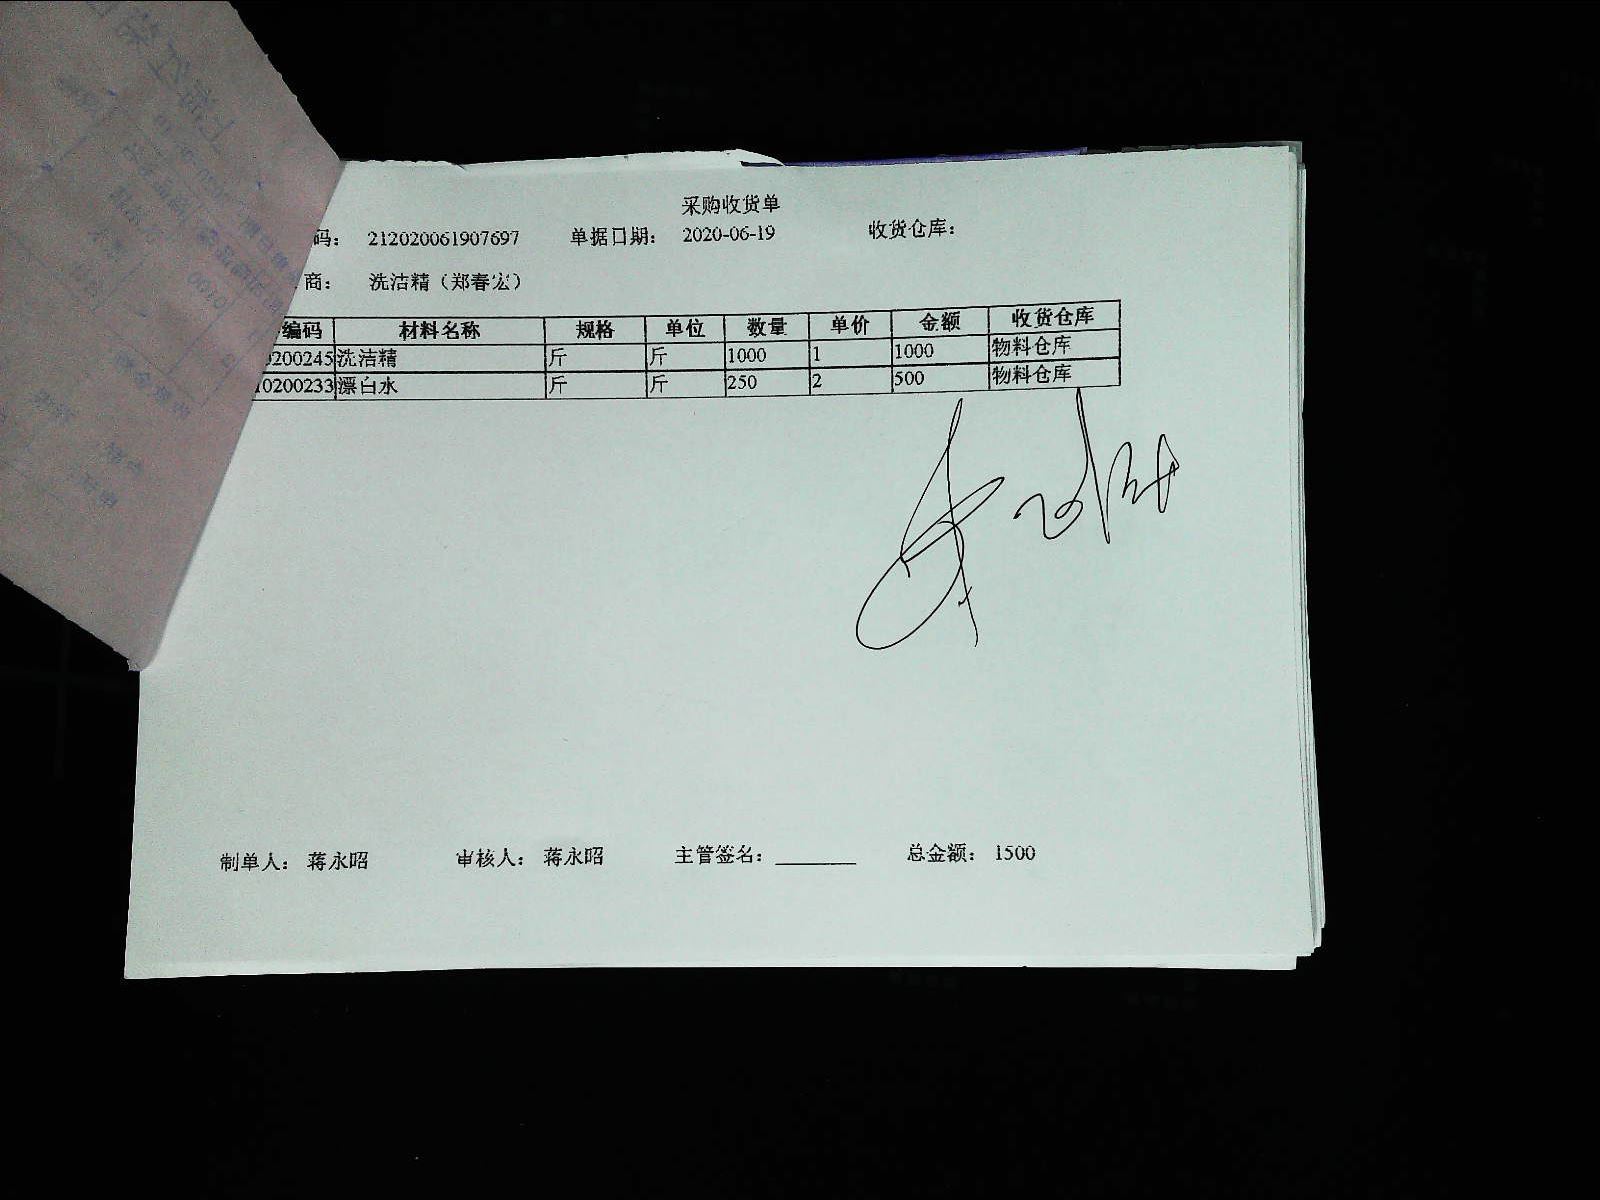 采购收货单
码： 212020061907697 单据日期： 2020-06-19 收货仓库：
商： 洗洁精（郑春宏）
编码 材料名称 规格 单位 数量 单价 金额 收货仓库
0200245 洗洁精 斤 斤 1000 1 1000 物料仓库
10200233 漂白水 斤 斤 250 2 500 物料仓库
制单人： 蒋永昭 审核人： 蒋永昭 主管签名： 总金额： 1500